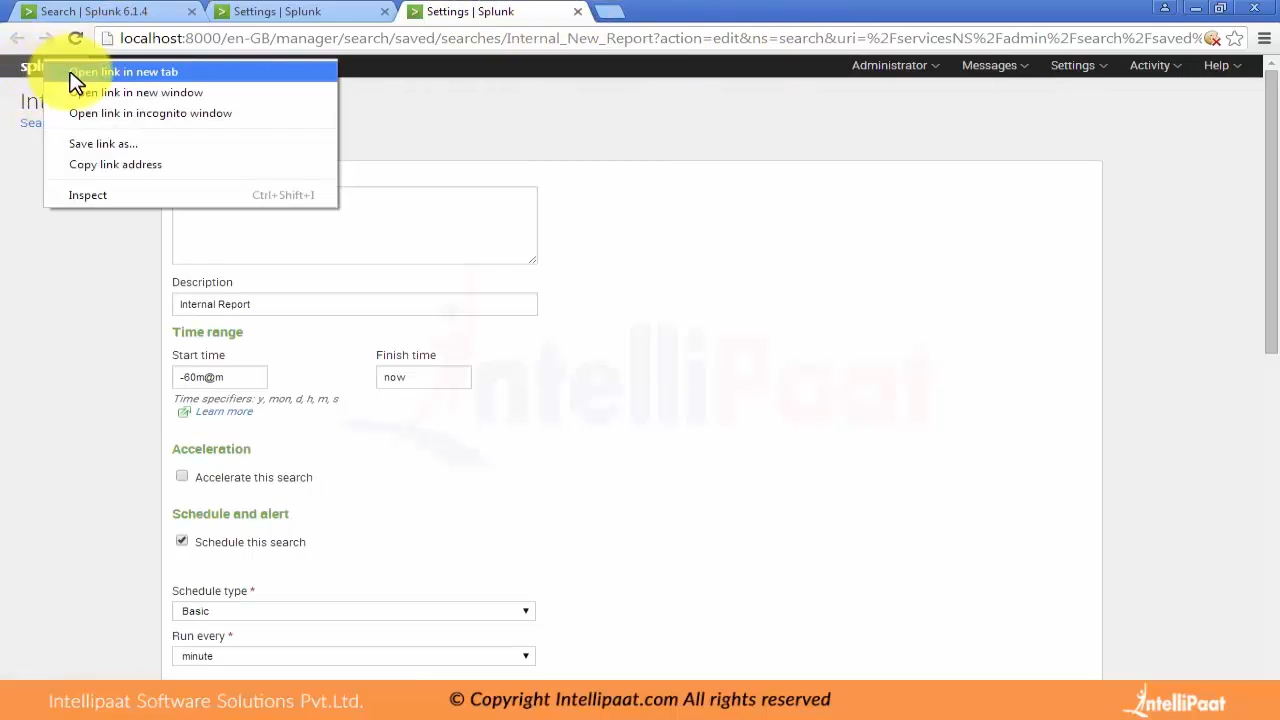 Search | Splunk 6.1.4
Settings | Splunk
Settings | Splunk
localhost:8000/en-GB/manager/search/saved/searches/Internal_New_Report?action=edit&ns=search&uri=%2FservicesNS%2Fadmin%2Fsearch%2Fsaved%
spl
Administrator
Messages
Settings
Activity
Help
Open link in new tab
Open link in new window
Open link in incognito window
Save link as...
Copy link address
Inspect Ctrl+Shift+I
Description
Internal Report
Time range
Start time Finish time
-60m@m now
Time specifiers: y, mon, d, h, m, s
Learn more
Acceleration
Accelerate this search
Schedule and alert
Schedule this search
Schedule type *
Basic
Run every *
minute
IntelliPaat
Intellipaat Software Solutions Pvt.Ltd.
© Copyright Intellipaat.com All rights reserved
IntelliPaat